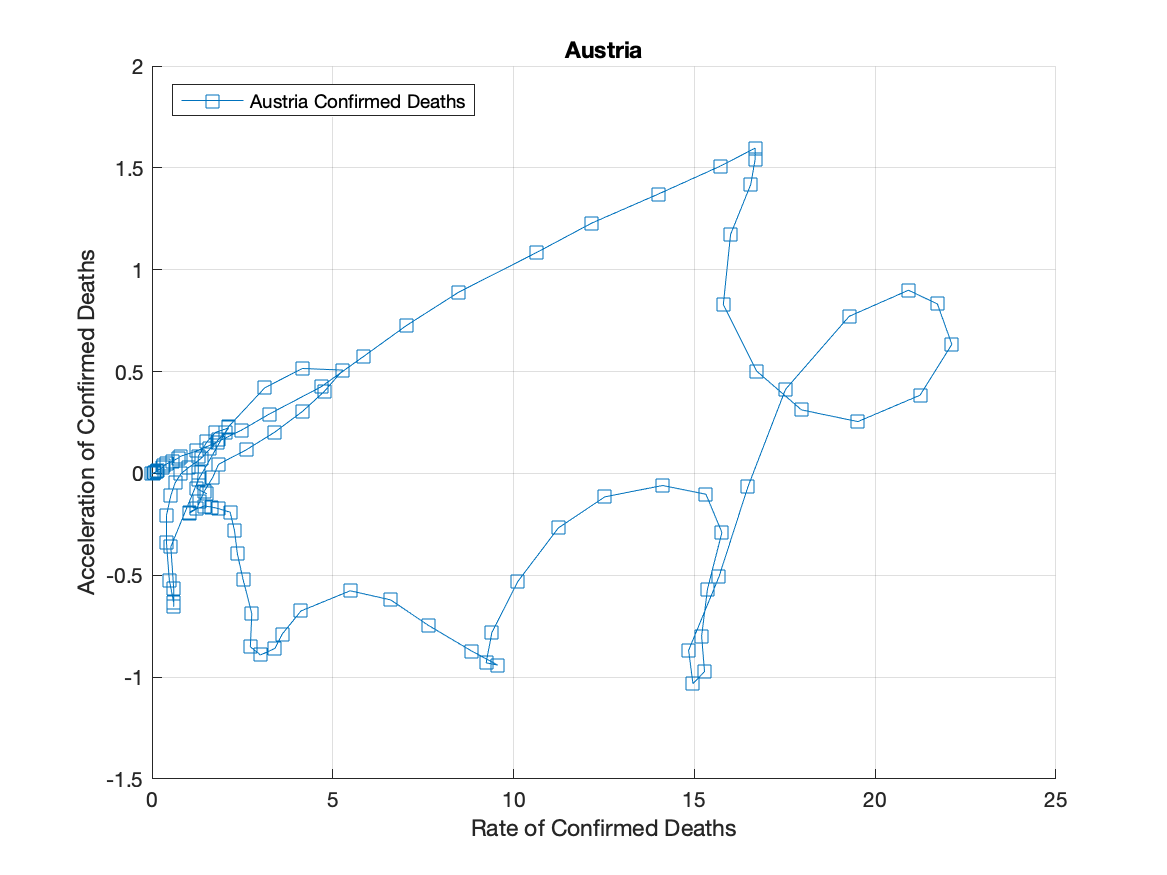 Austria
Austria Confirmed Deaths
2
1.5
1
0.5
0
-0.5
-1
-1.5
0 5 10 15 20 25
Acceleration of Confirmed Deaths
Rate of Confirmed Deaths